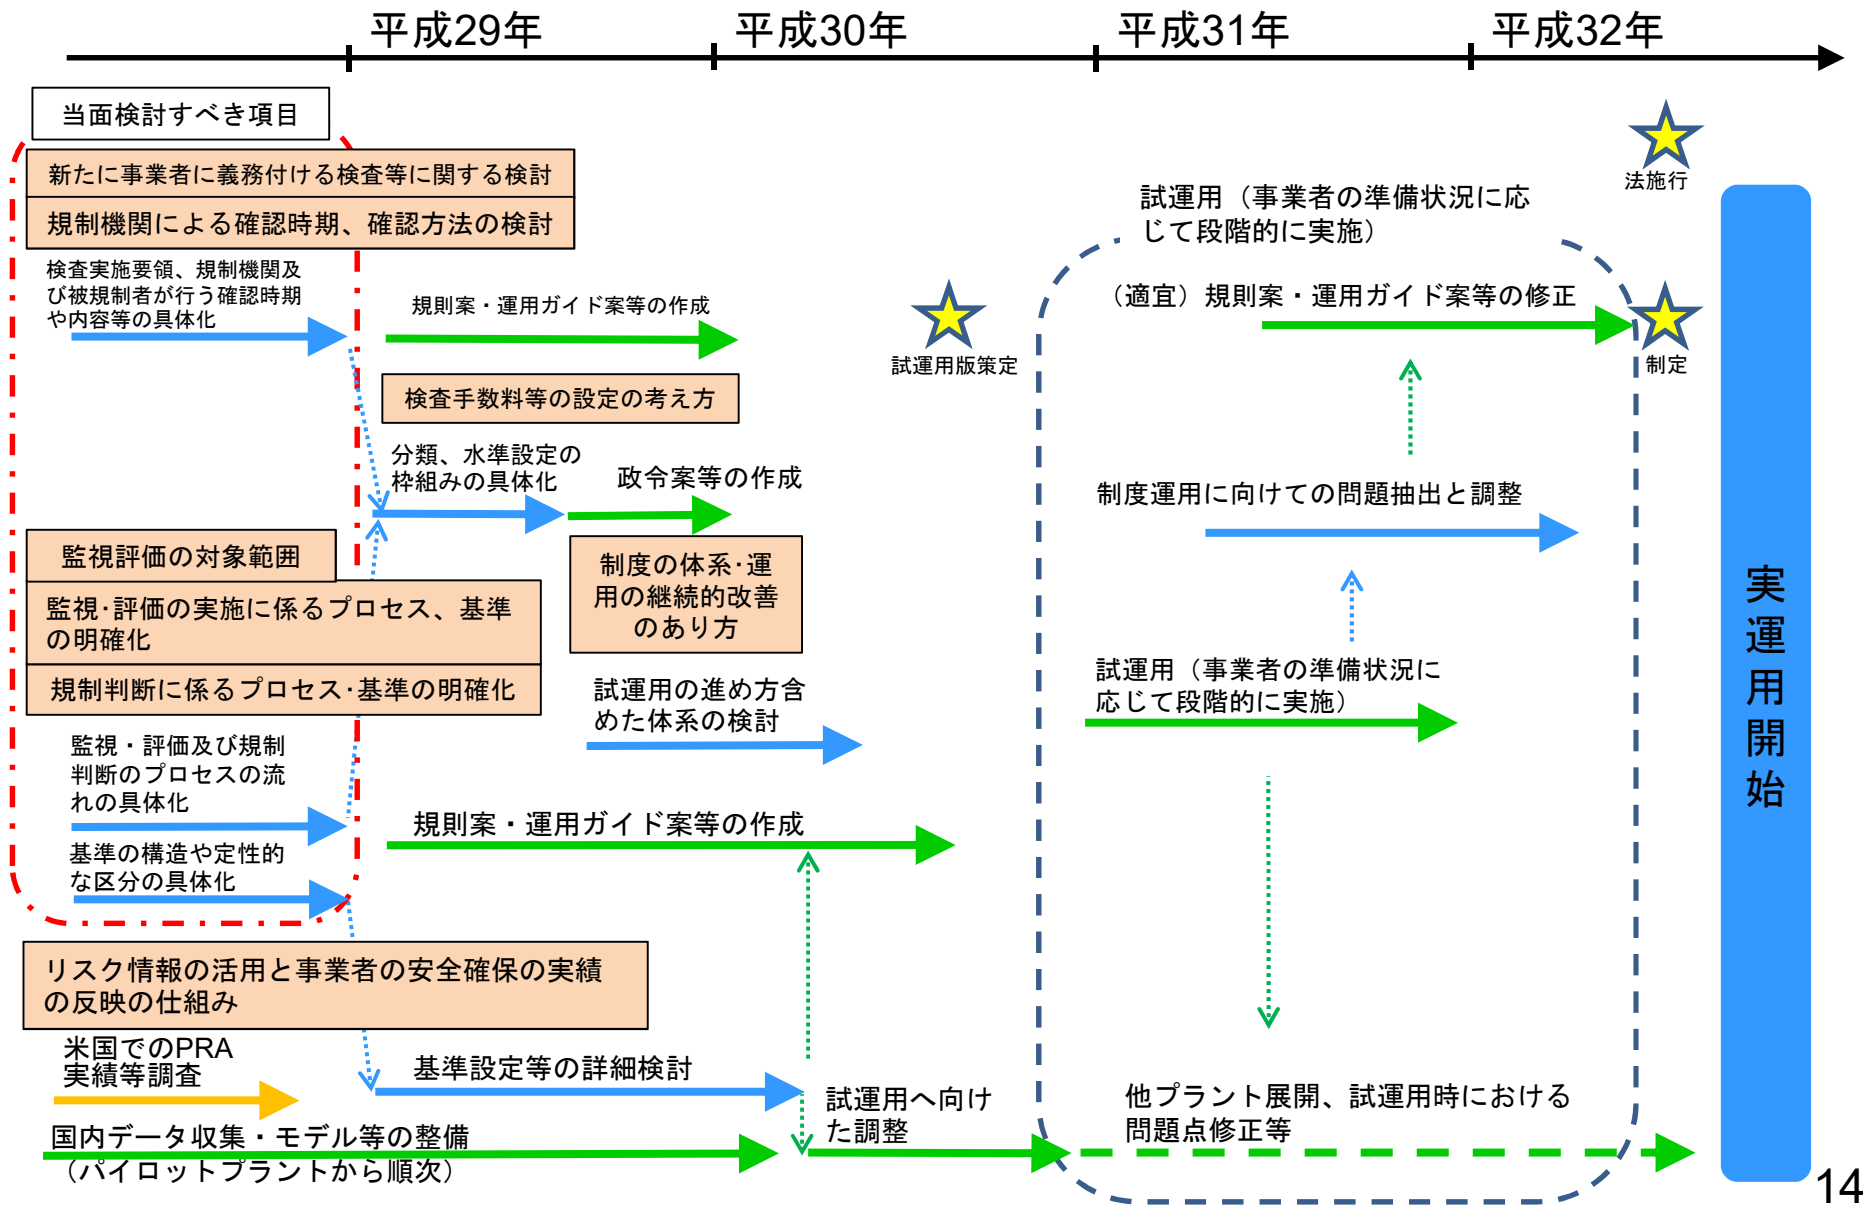 平成29年
平成30年
平成31年
平成32年
当面検討すべき項目
新たに事業者に義務付ける検査等に関する検討
規制機関による確認時期、確認方法の検討
検査実施要領、規制機関及
び被規制者が行う確認時期
や内容等の具体化
規則案・運用ガイド案等の作成
検査手数料等の設定の考え方
分類、水準設定の
枠組みの具体化
政令案等の作成
試運用版策定
法施行
試運用（事業者の準備状況に応
じて段階的に実施）
（適宜）規則案・運用ガイド案等の修正
制定
制度運用に向けての問題抽出と調整
監視評価の対象範囲
監視･評価の実施に係るプロセス、基準
の明確化
規制判断に係るプロセス･基準の明確化
制度の体系･運
用の継続的改善
のあり方
試運用の進め方含
めた体系の検討
試運用（事業者の準備状況に
応じて段階的に実施）
監視・評価及び規制
判断のプロセスの流
れの具体化
規則案・運用ガイド案等の作成
基準の構造や定性的
な区分の具体化
リスク情報の活用と事業者の安全確保の実績
の反映の仕組み
米国でのPRA
実績等調査
基準設定等の詳細検討
国内データ収集・モデル等の整備
（パイロットプラントから順次）
試運用へ向け
た調整
他プラント展開、試運用時における
問題点修正等
実運用開始
14